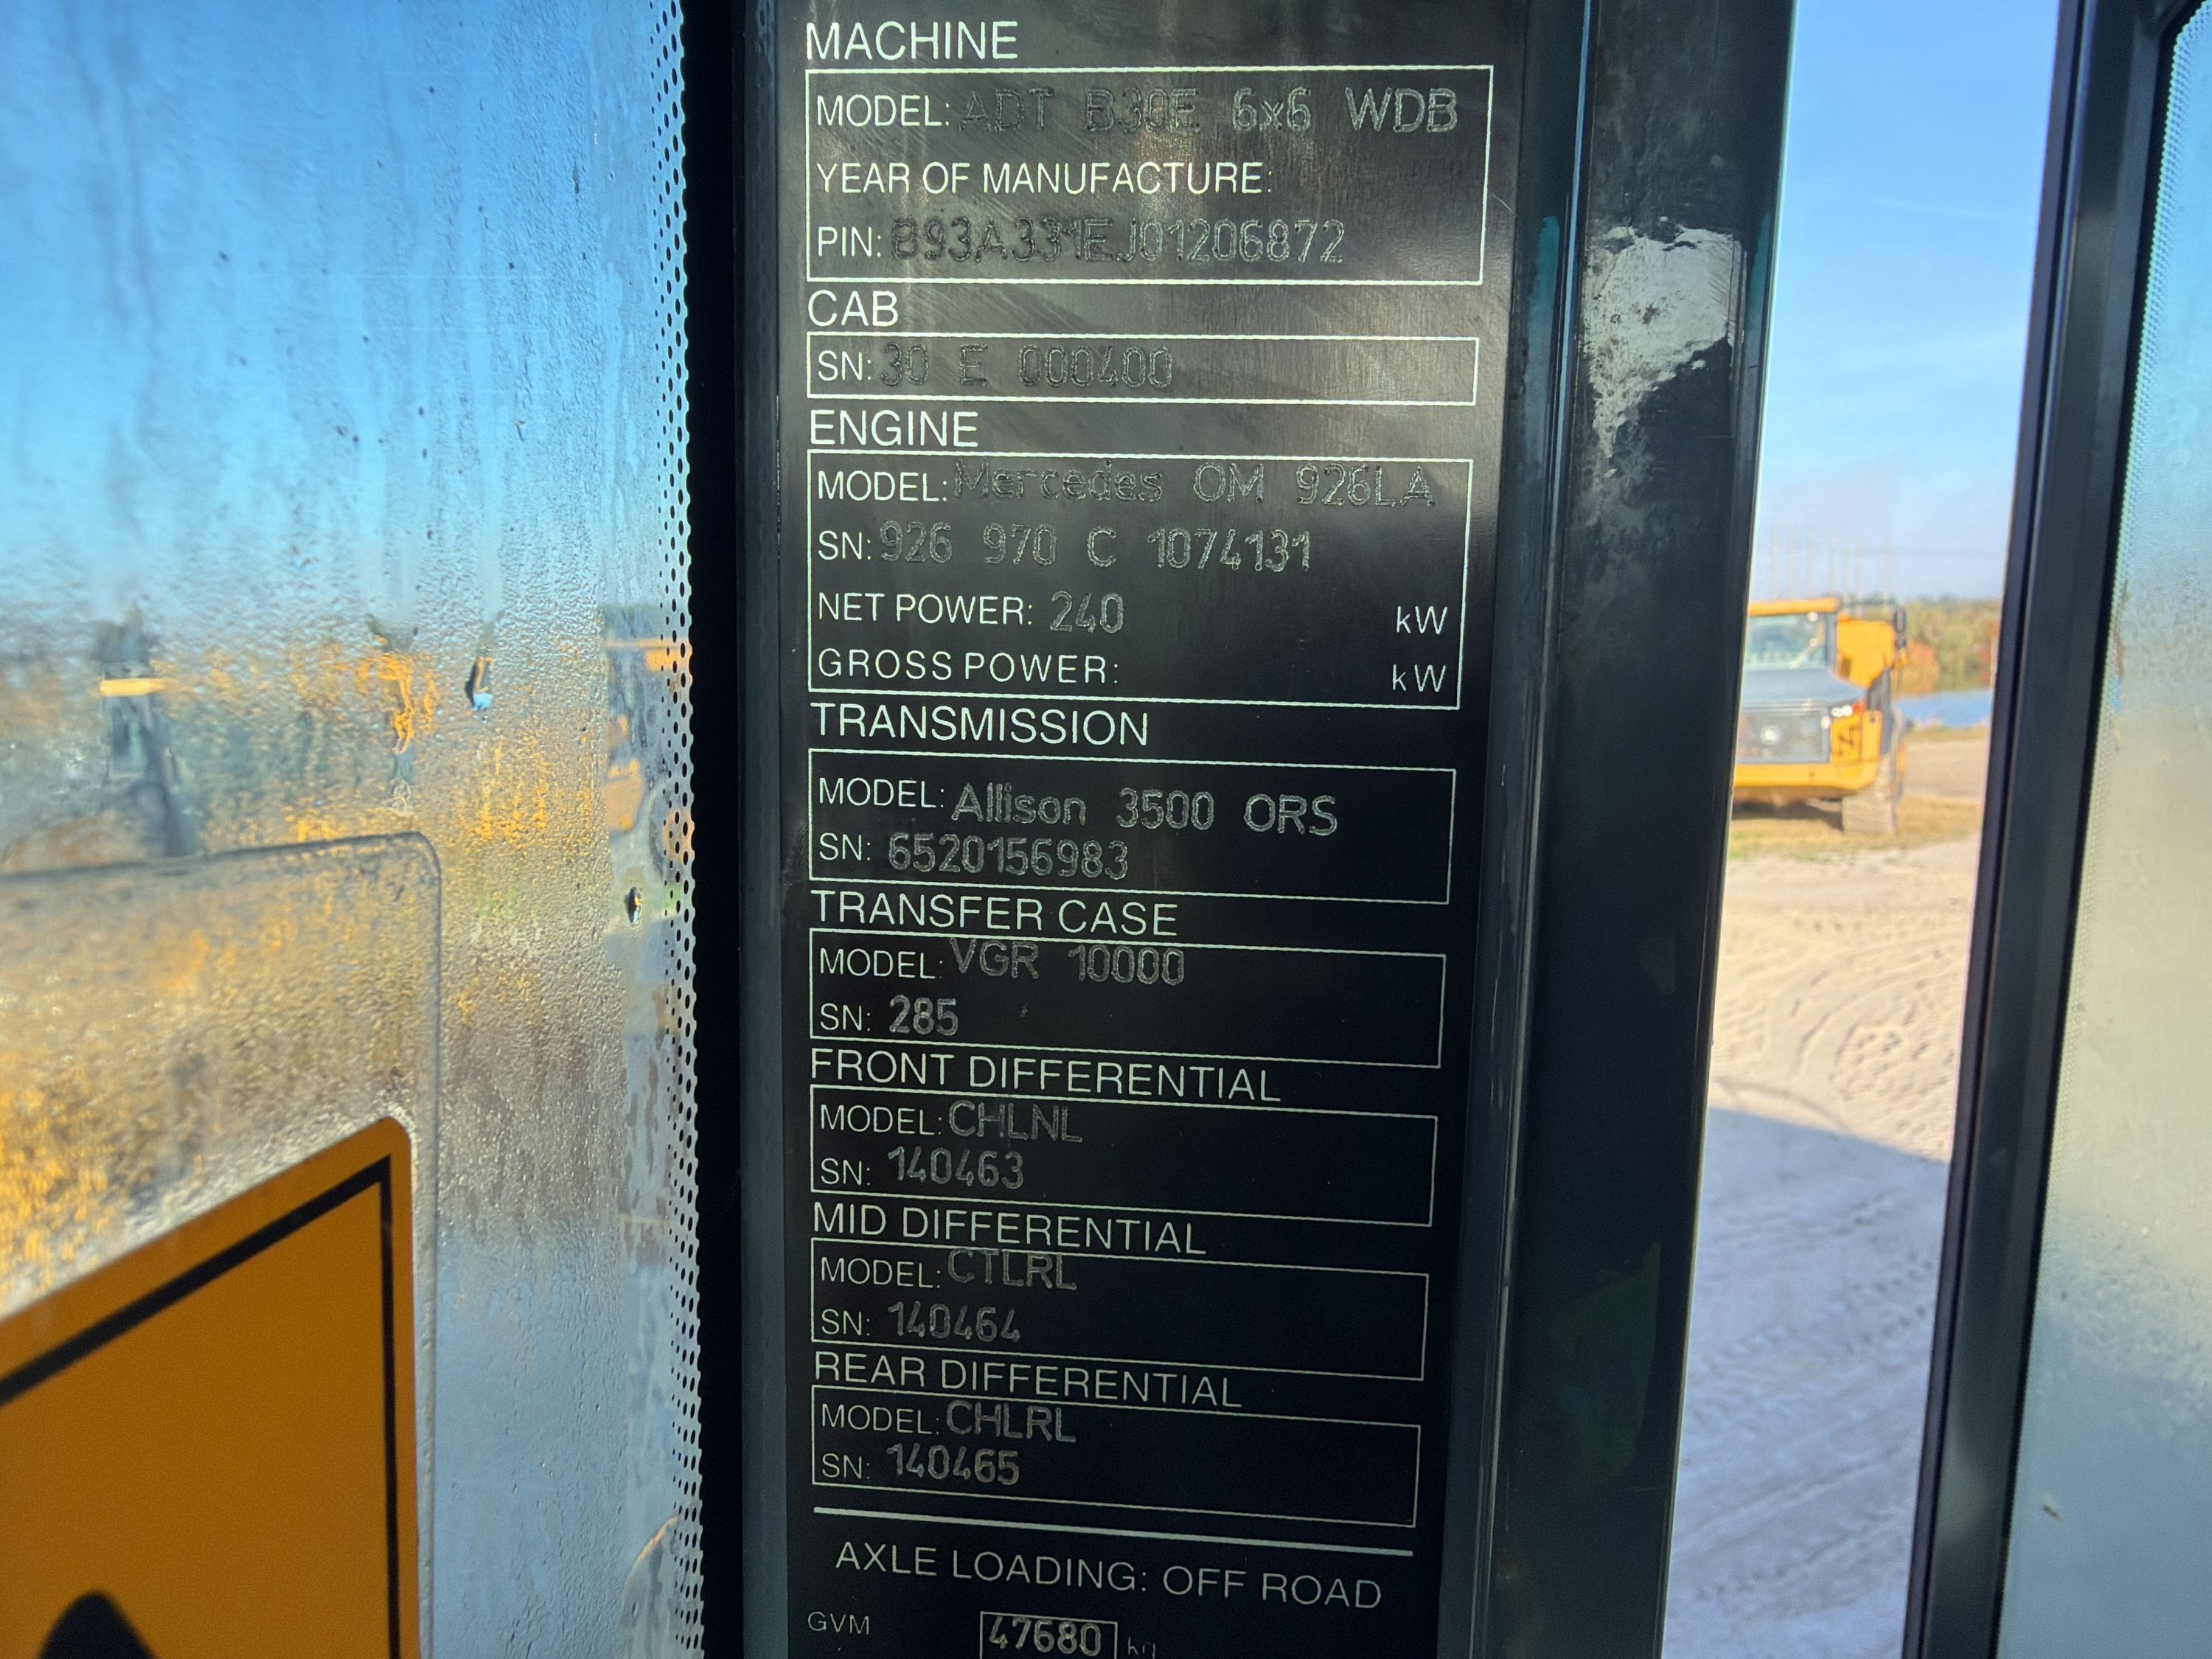 MACHINE
MODEL: ADT B30E 6x6 WDB
YEAR OF MANUFACTURE:
PIN: B93A331EJ01206872
CAB
SN: 30 E 000400
ENGINE
MODEL: Mercedes OM 926LA
SN: 926 970 C 1074131
NET POWER: 240 kW
GROSS POWER: kW
TRANSMISSION
MODEL: Allison 3500 ORS
SN: 6520156983
TRANSFER CASE
MODEL: VGR 10000
SN: 285
FRONT DIFFERENTIAL
MODEL: CHLNL
SN: 140463
MID DIFFERENTIAL
MODEL: CTLRL
SN: 140464
REAR DIFFERENTIAL
MODEL: CHLRL
SN: 140465
AXLE LOADING: OFF ROAD
GVM 47680 kg